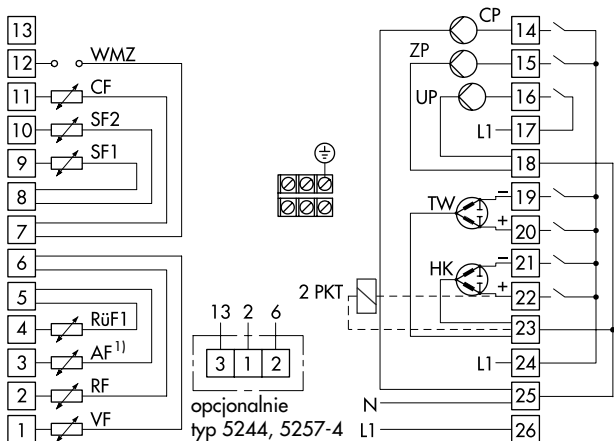 13
12 WMZ
11 CF
10 SF2
9 SF1
8
7
6
5
4 RüF1
3 AF1)
2 RF
1 VF
13 2 6
3 1 2
opcjonalnie
typ 5244, 5257-4
CP 14
ZP 15
UP 16
L1 17
18
TW − 19
+ 20
HK − 21
2 PKT + 22
23
L1 24
N 25
L1 26